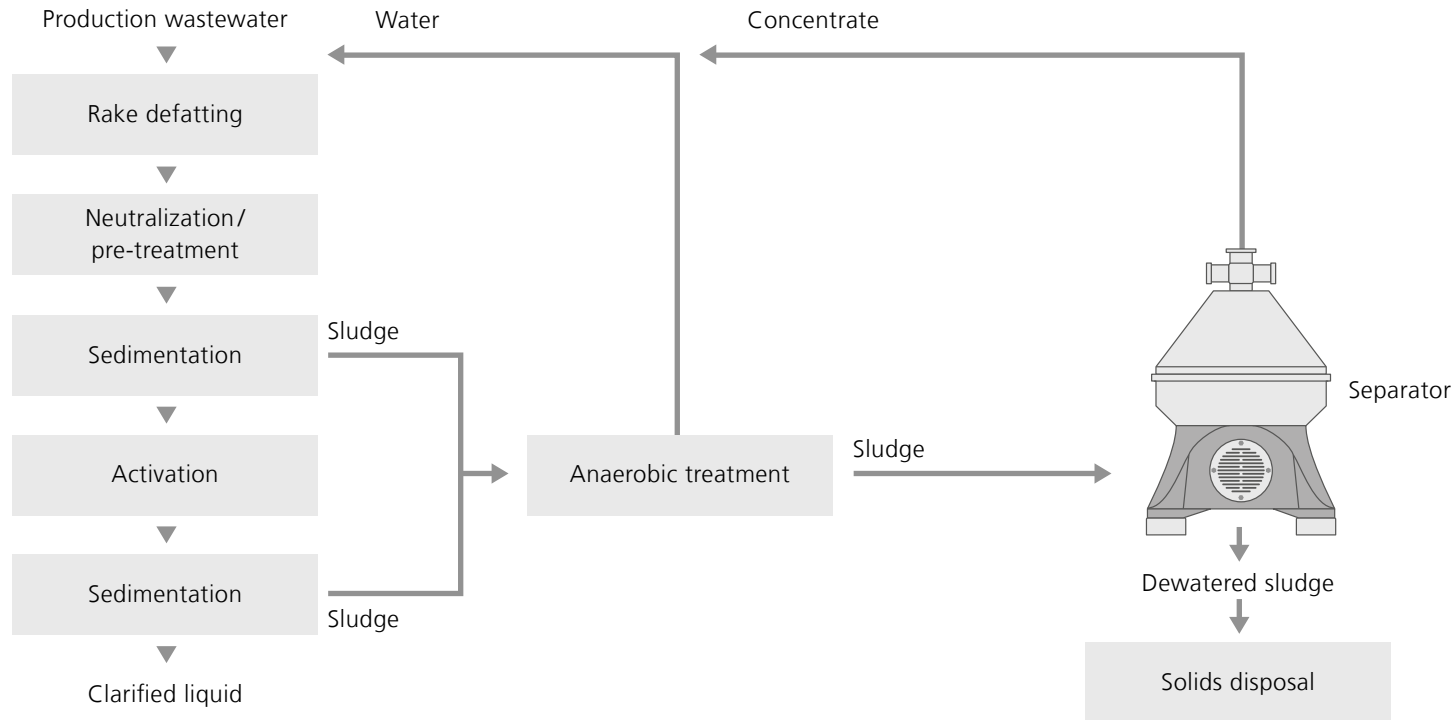 Production wastewater
Water
Concentrate
Rake defatting
Neutralization/
pre-treatment
Sludge
Sedimentation
Separator
Activation
Anaerobic treatment
Sludge
Sedimentation
Sludge
Dewatered sludge
Clarified liquid
Solids disposal